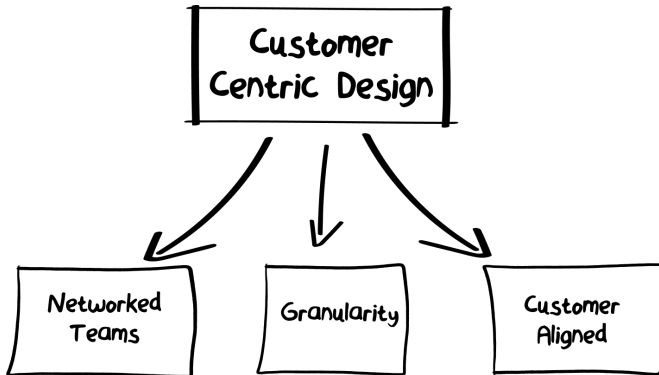 Customer
Centric Design
Networked
Teams
Granularity
Customer
Aligned